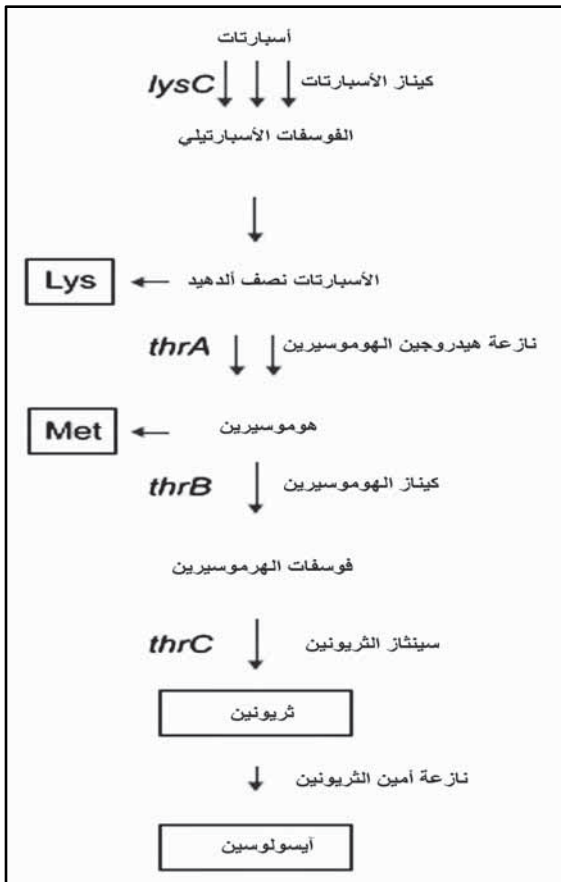 أسبارتات
lysC كيناز الأسبارتات
الفوسفات الأسبارتيلي
Lys الأسبارتات نصف ألدهيد
thrA نازعة هيدروجين الهوموسيرين
Met هوموسيرين
thrB كيناز الهوموسيرين
فوسفات الهرموسيرين
thrC سينثاز الثريونين
ثريونين
نازعة أمين الثريونين
آيسولوسين